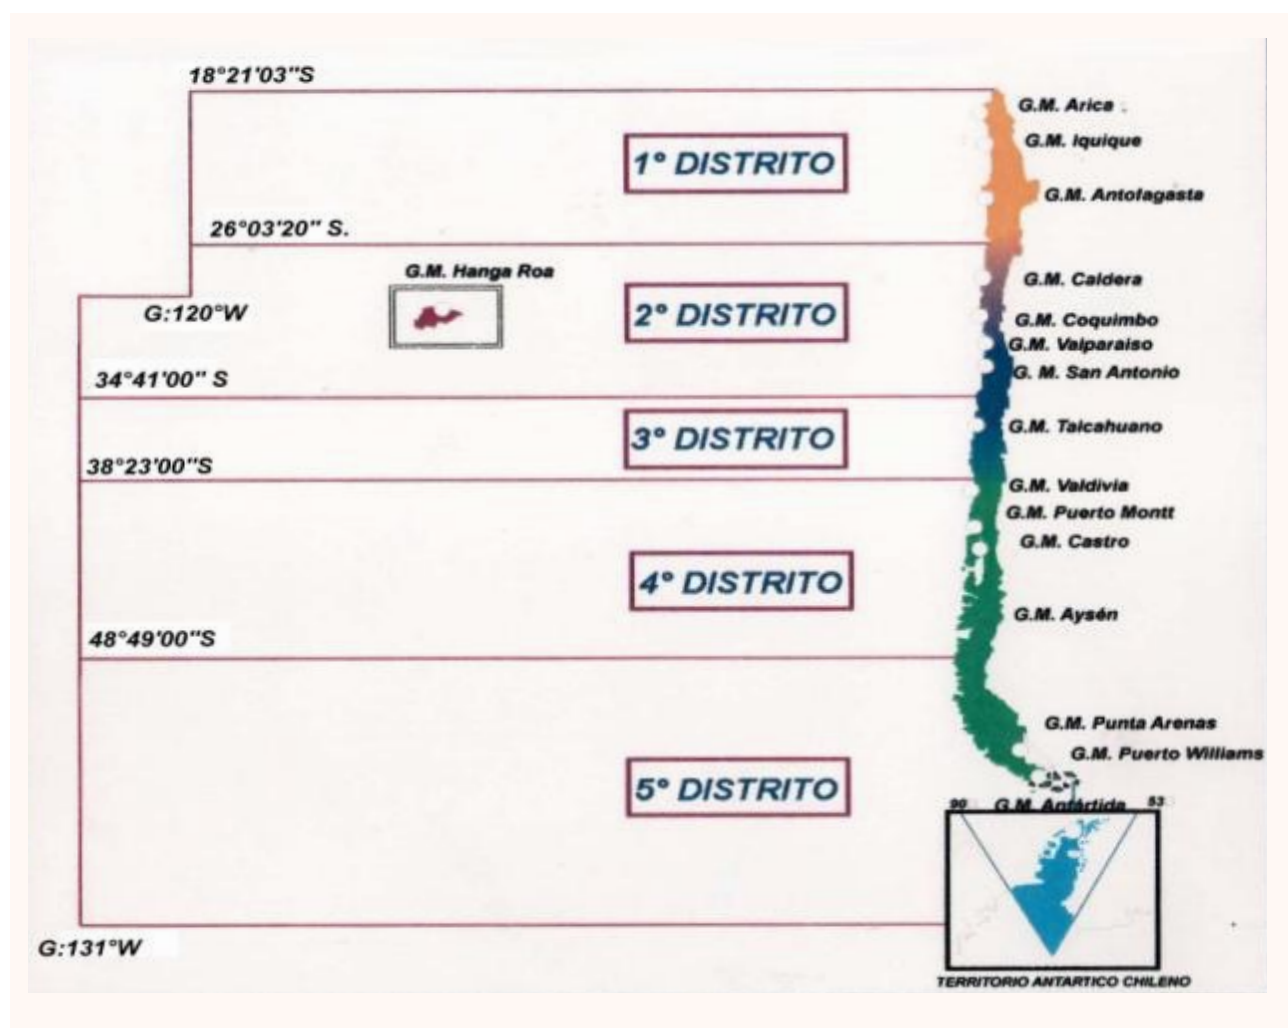 18°21'03"S
G.M. Arica
G.M. Iquique
1° DISTRITO
G.M. Antofagasta
26°03'20" S.
G.M. Hanga Roa
G.M. Caldera
G:120°W
2° DISTRITO
G.M. Coquimbo
G.M. Valparaiso
G. M. San Antonio
34°41'00" S
3° DISTRITO
G.M. Talcahuano
38°23'00"S
G.M. Valdivia
G.M. Puerto Montt
G.M. Castro
4° DISTRITO
G.M. Aysén
48°49'00"S
G.M. Punta Arenas
G.M. Puerto Williams
5° DISTRITO
90 G.M. Antártida 53
G:131°W
TERRITORIO ANTARTICO CHILENO